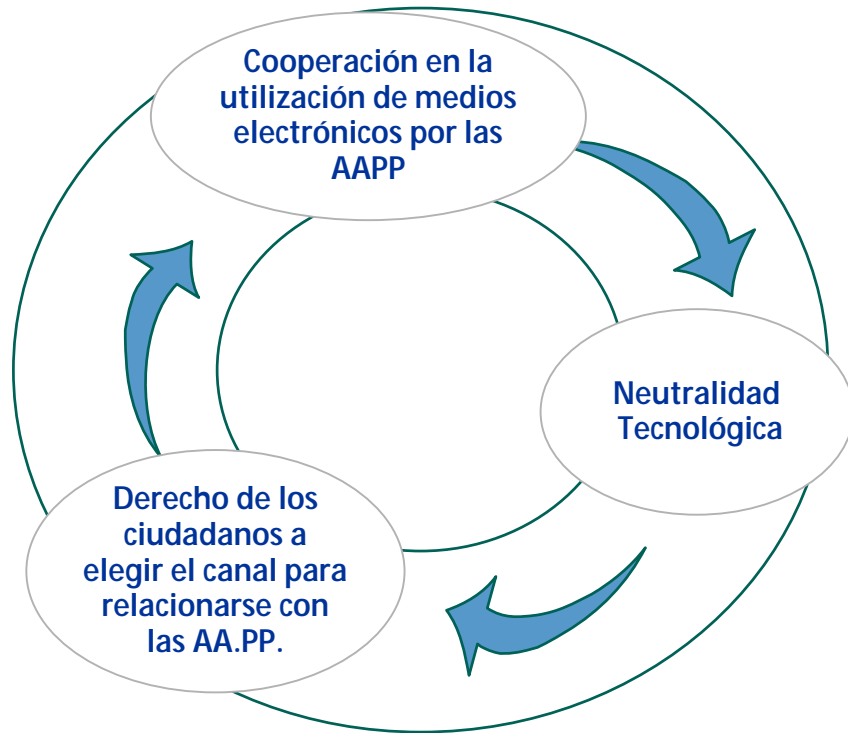 Cooperación en la
utilización de medios
electrónicos por las
AAPP
Neutralidad
Tecnológica
Derecho de los
ciudadanos a
elegir el canal para
relacionarse con
las AA.PP.